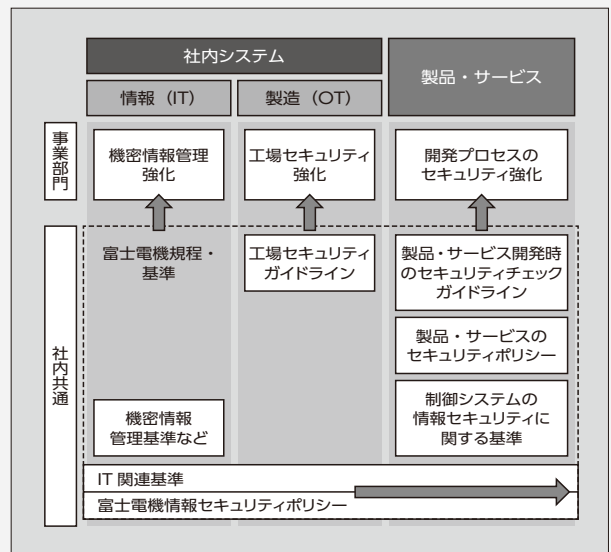 社内システム
製品・サービス
情報（IT）
製造（OT）
事業部門
機密情報管理
強化
工場セキュリティ
強化
開発プロセスの
セキュリティ強化
社内共通
富士電機規程・
基準
工場セキュリティ
ガイドライン
製品・サービス開発時
のセキュリティチェック
ガイドライン
製品・サービスの
セキュリティポリシー
機密情報
管理基準など
制御システムの
情報セキュリティに
関する基準
IT 関連基準
富士電機情報セキュリティポリシー